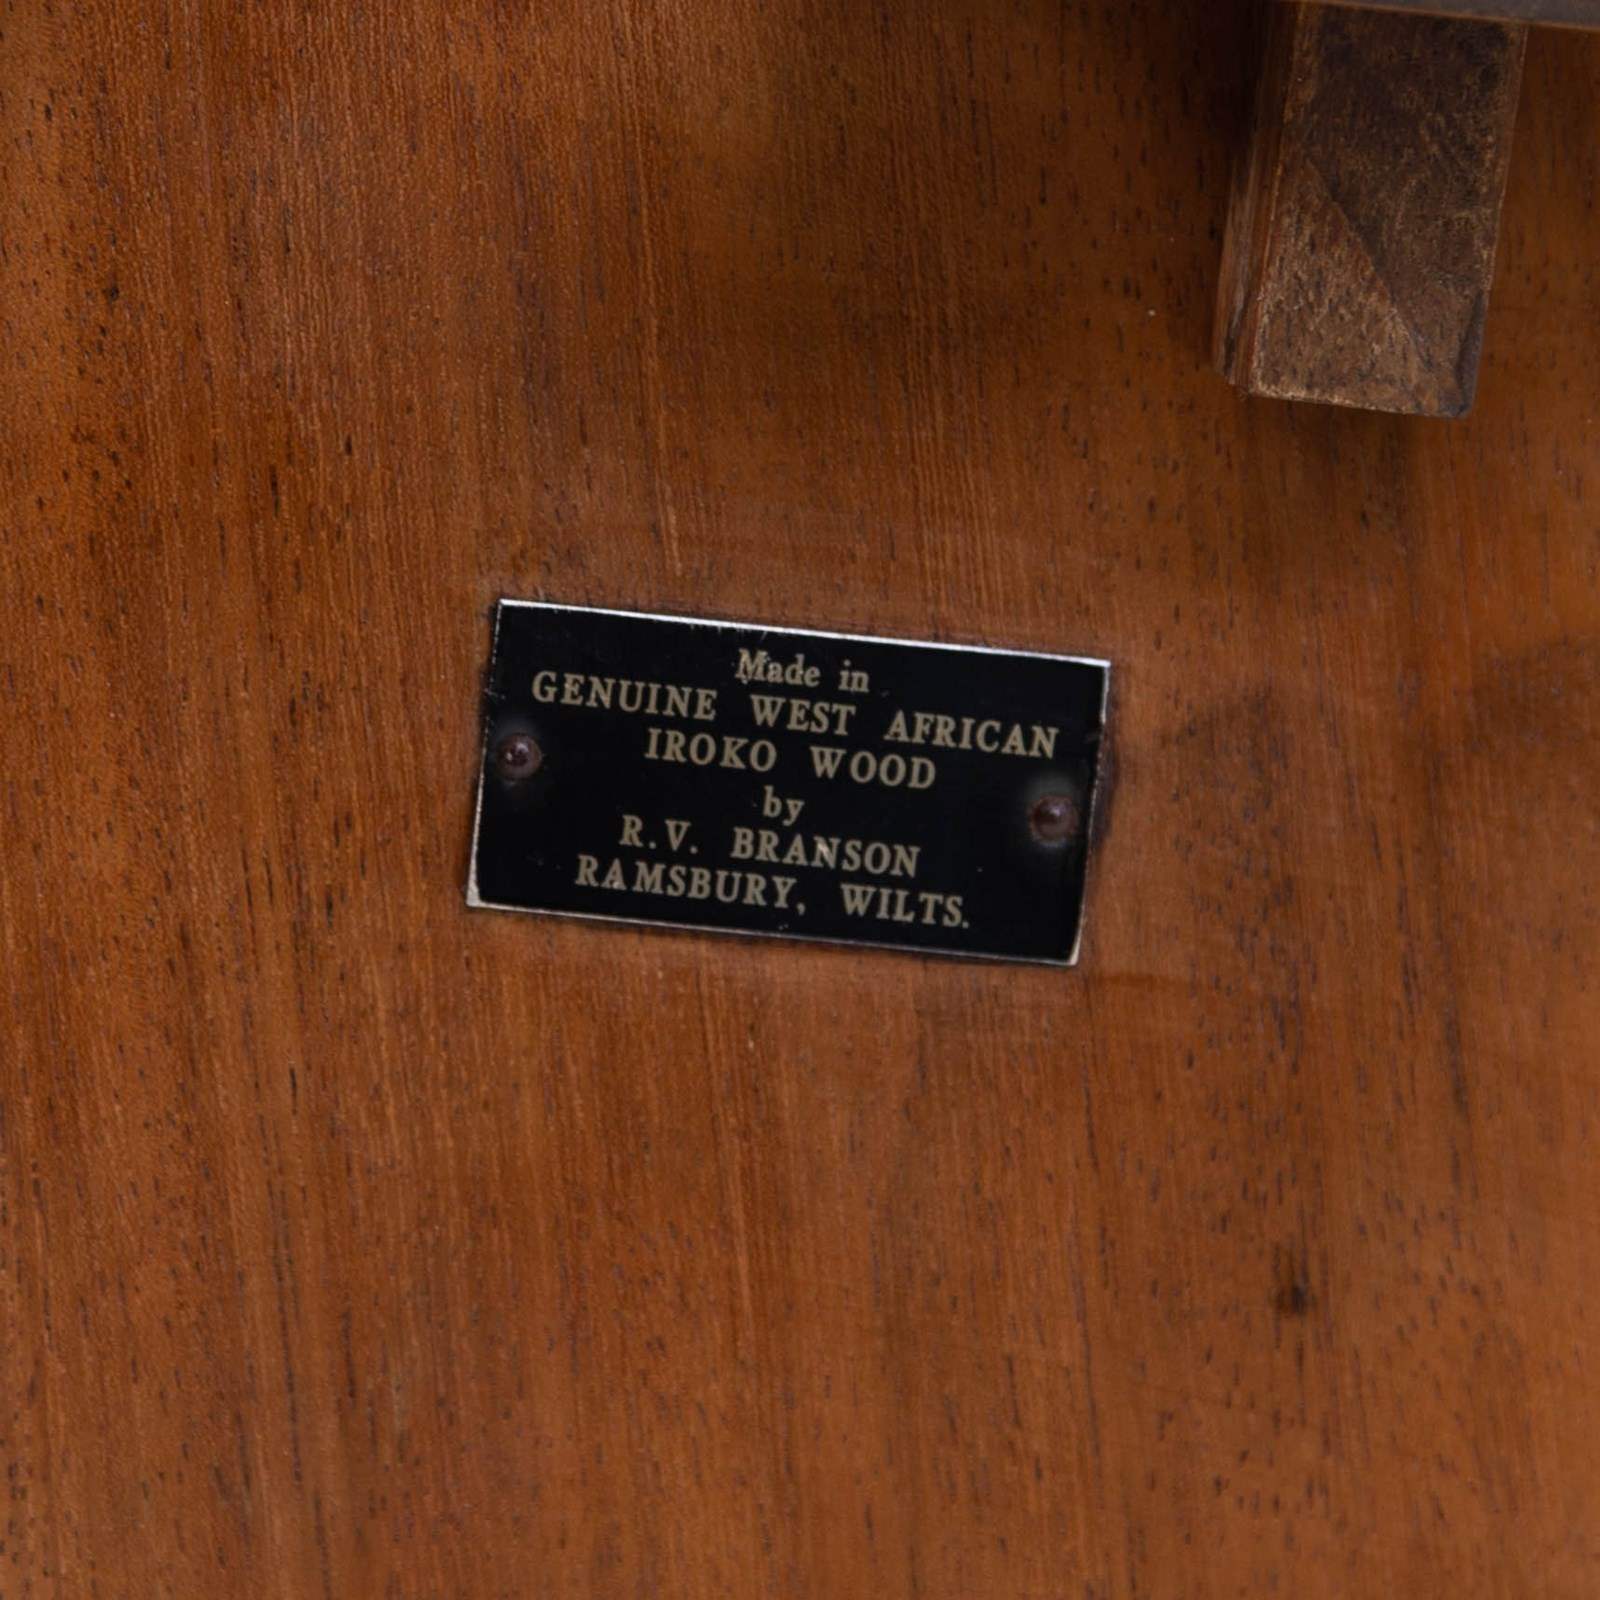 Made in
GENUINE WEST AFRICAN
IROKO WOOD
by
R.V. BRANSON
RAMSBURY, WILTS.